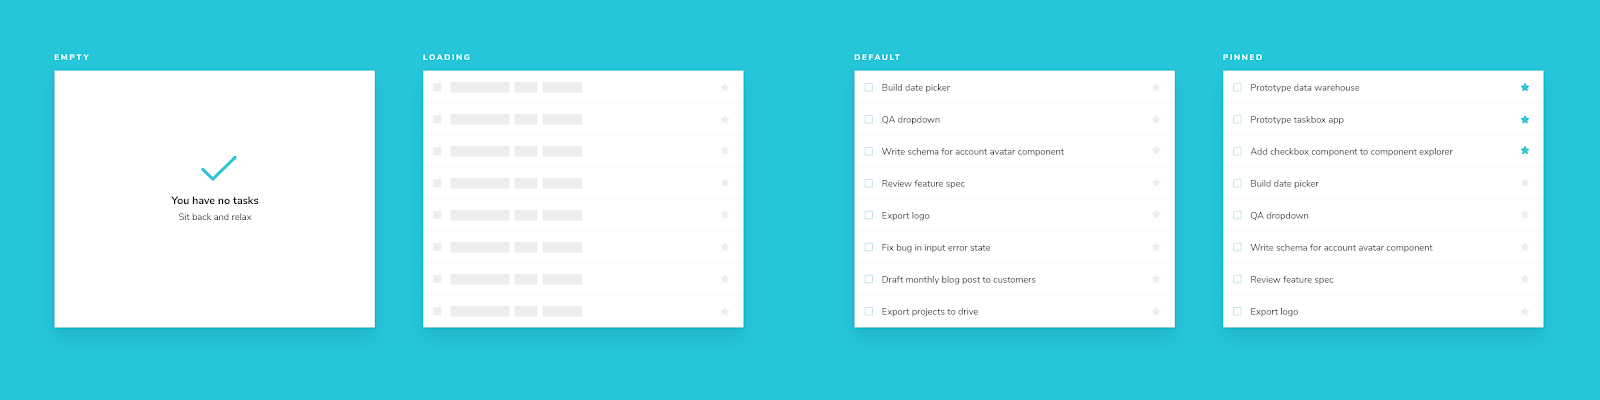 EMPTY
You have no tasks
Sit back and relax
LOADING
DEFAULT
Build date picker
QA dropdown
Write schema for account avatar component
Review feature spec
Export logo
Fix bug in input error state
Draft monthly blog post to customers
Export projects to drive
PINNED
Prototype data warehouse
Prototype taskbox app
Add checkbox component to component explorer
Build date picker
QA dropdown
Write schema for account avatar component
Review feature spec
Export logo